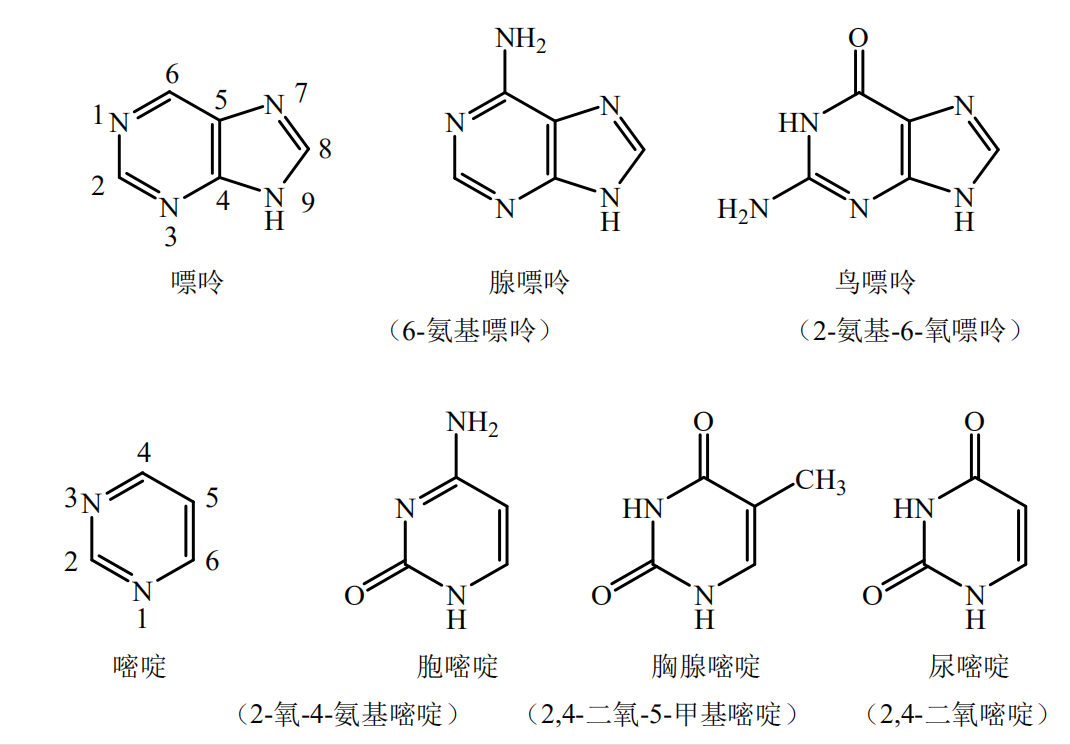 NH₂ O
6 5 N 7 N N
1 N HN
8
2 N 4 N 9 N N H₂N N N
3 H H H
嘌呤 腺嘌呤 鸟嘌呤
(6-氨基嘌呤) (2-氨基-6-氧嘌呤)
NH₂ O O
4 CH₃
3 N 5 N HN HN
2 6
N O N O N O N
1 H H H
嘧啶 胞嘧啶 胸腺嘧啶 尿嘧啶
(2-氧-4-氨基嘧啶) (2,4-二氧-5-甲基嘧啶) (2,4-二氧嘧啶)